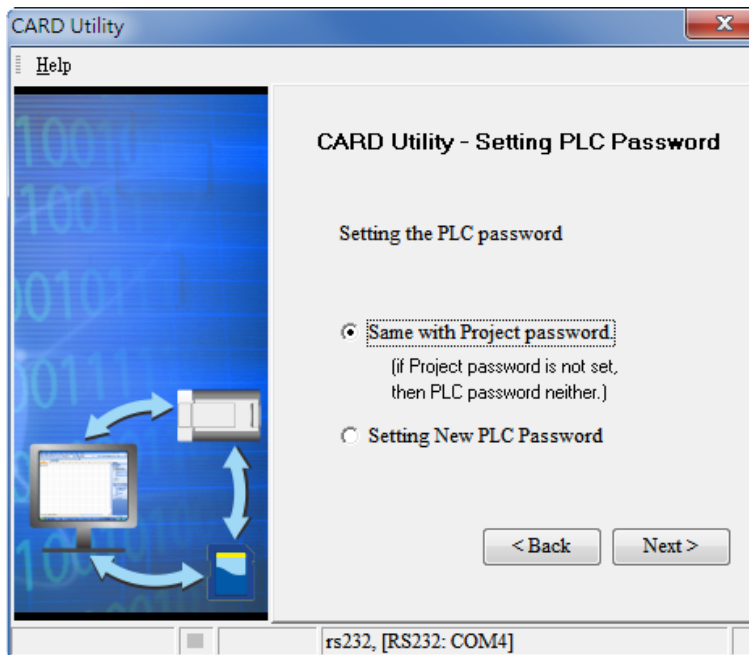 CARD Utility
Help
CARD Utility - Setting PLC Password
Setting the PLC password
Same with Project password.
(if Project password is not set,
then PLC password neither.)
Setting New PLC Password
< Back
Next >
rs232, [RS232: COM4]